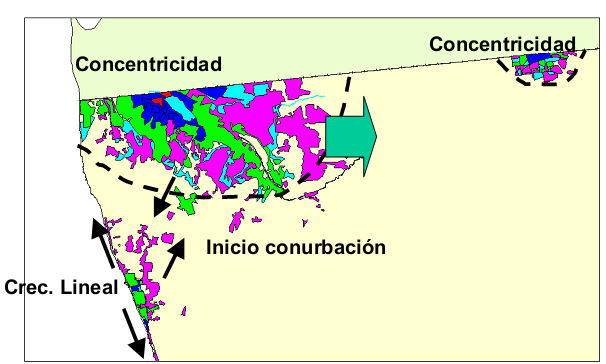 Concentricidad
Concentricidad
Inicio conurbación
Crec. Lineal